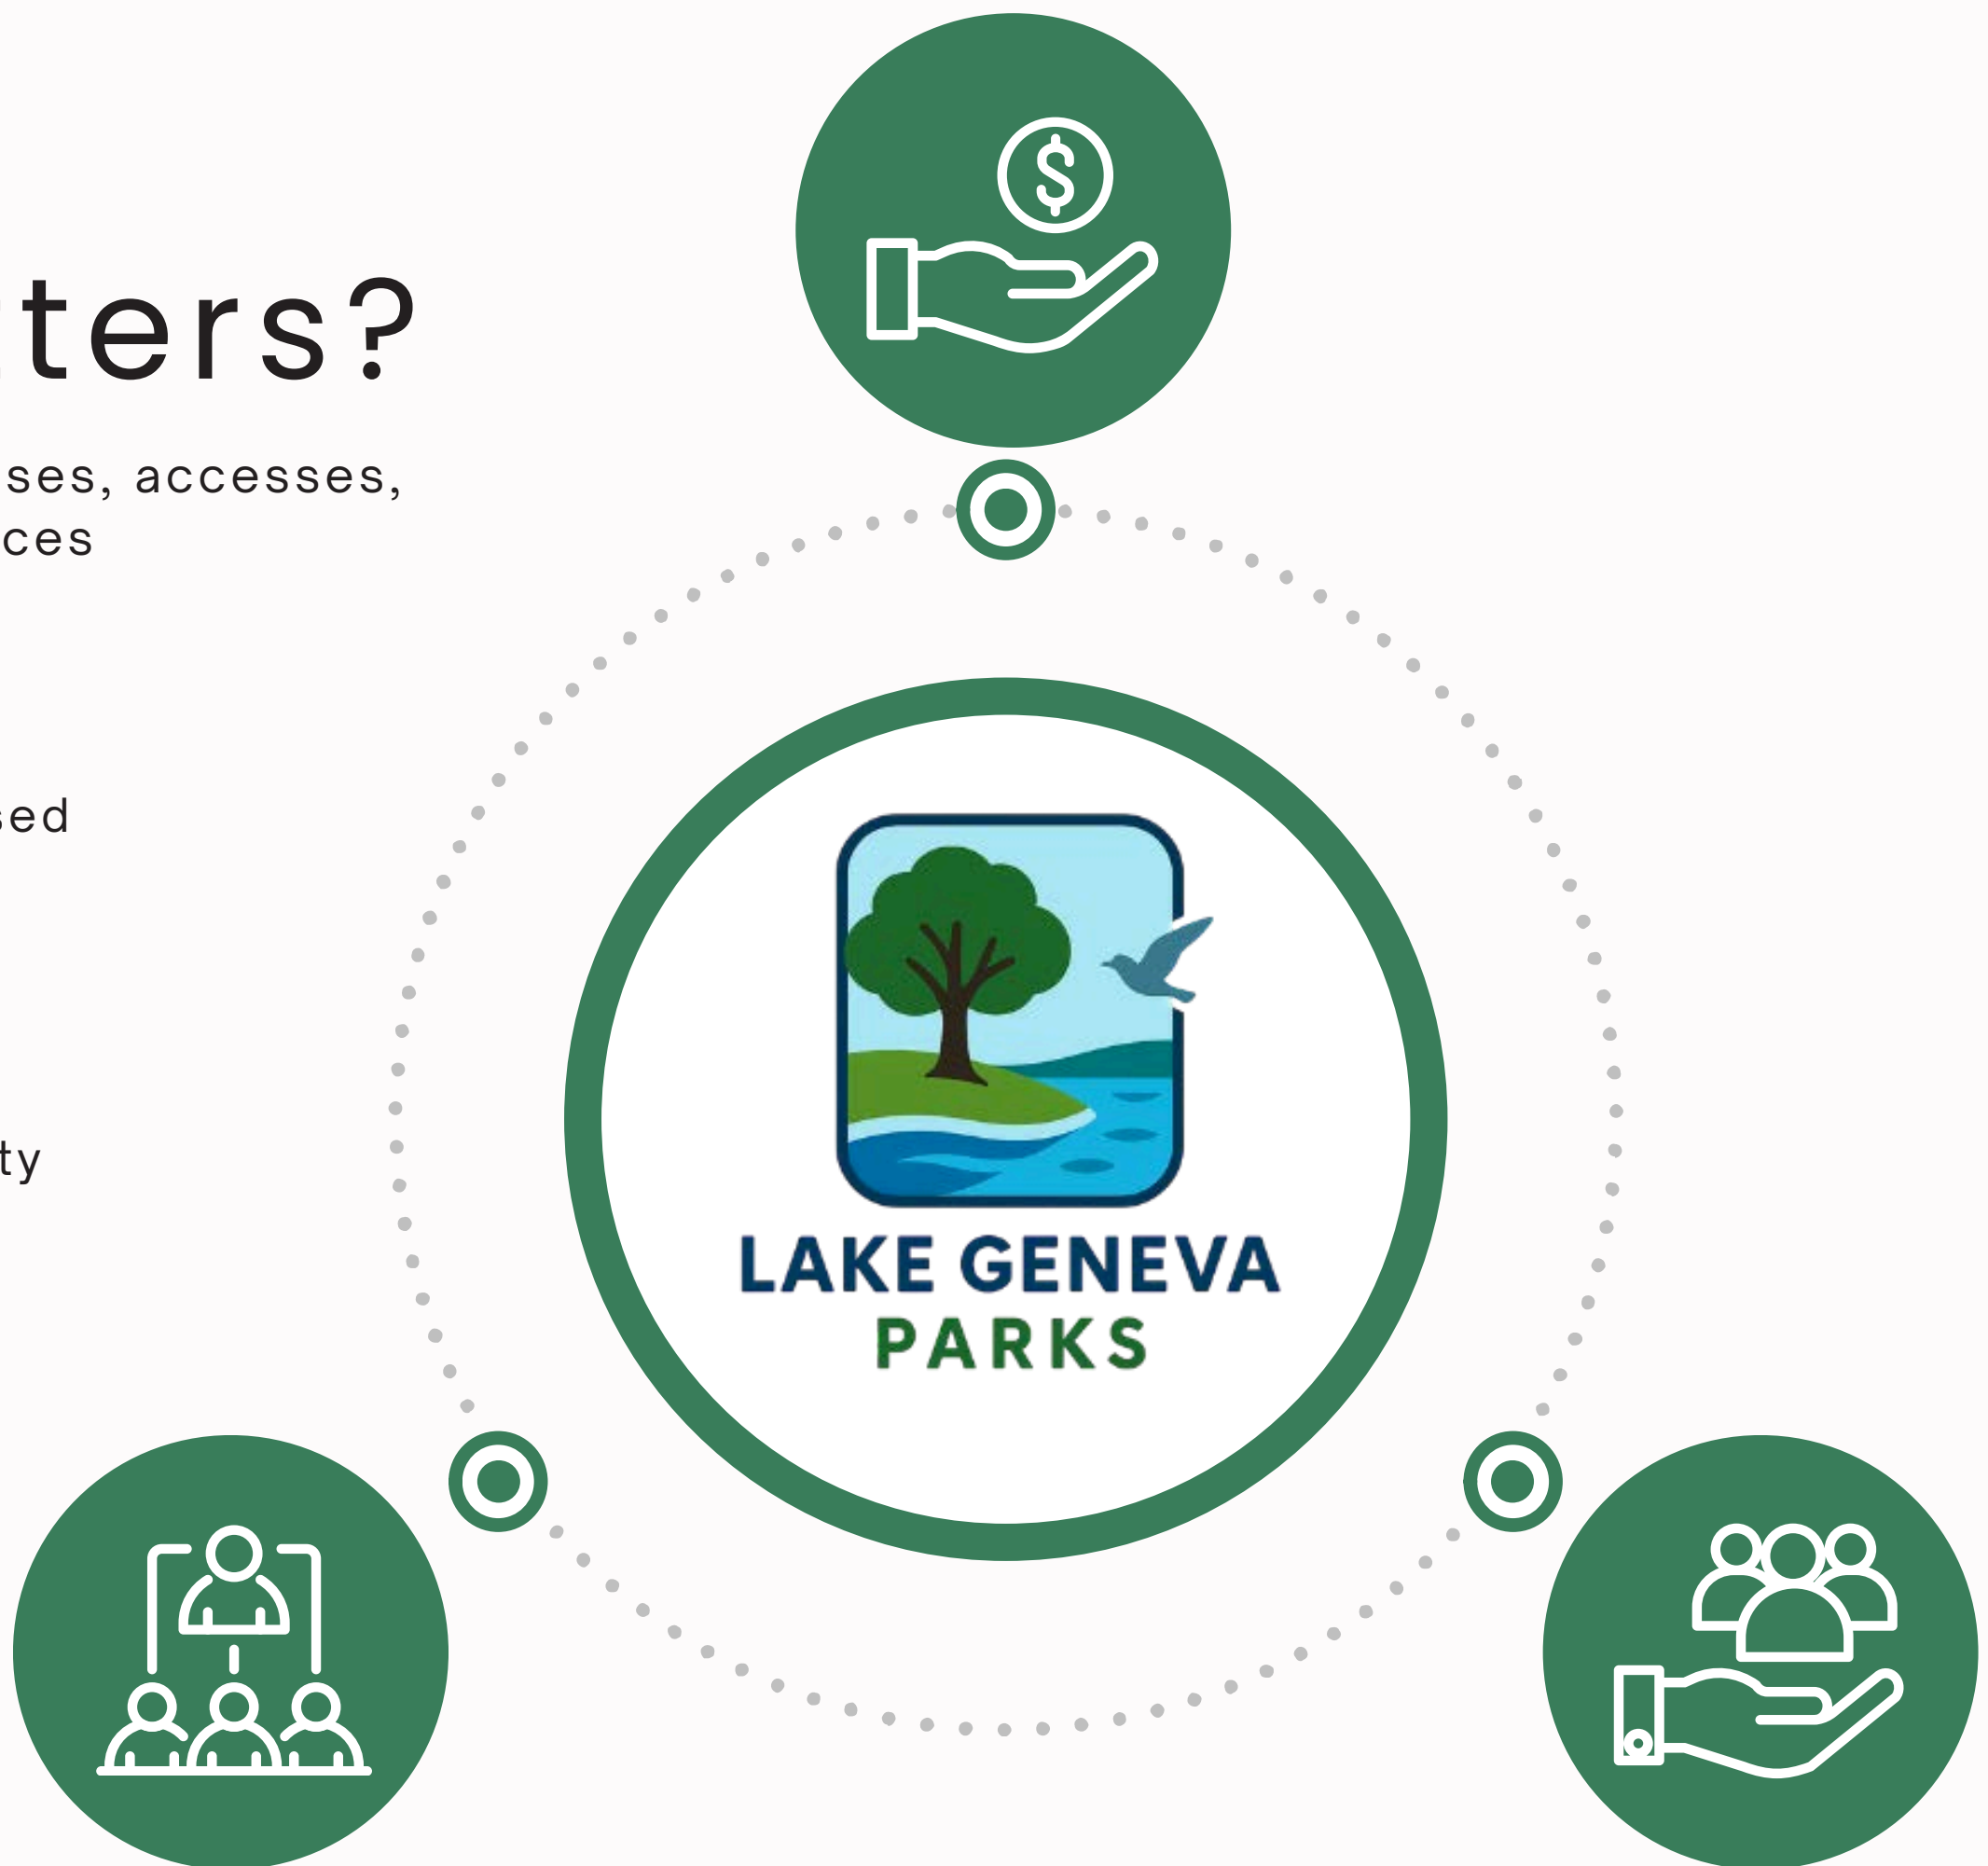 ters?
ses, accesses,
ces
sed
ty
LAKE GENEVA
PARKS
$